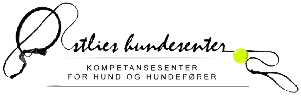 Østlies hundesenter
KOMPETANSESENTER
FOR HUND OG HUNDEFØRER